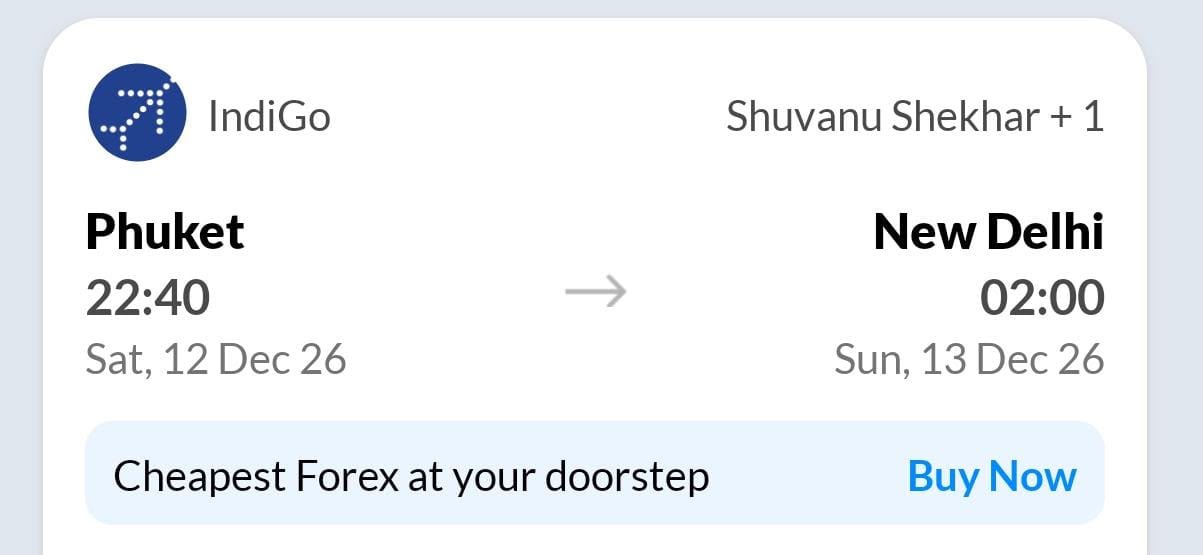 IndiGo Shuvanu Shekhar + 1
Phuket New Delhi
22:40 → 02:00
Sat, 12 Dec 26 Sun, 13 Dec 26
Cheapest Forex at your doorstep Buy Now